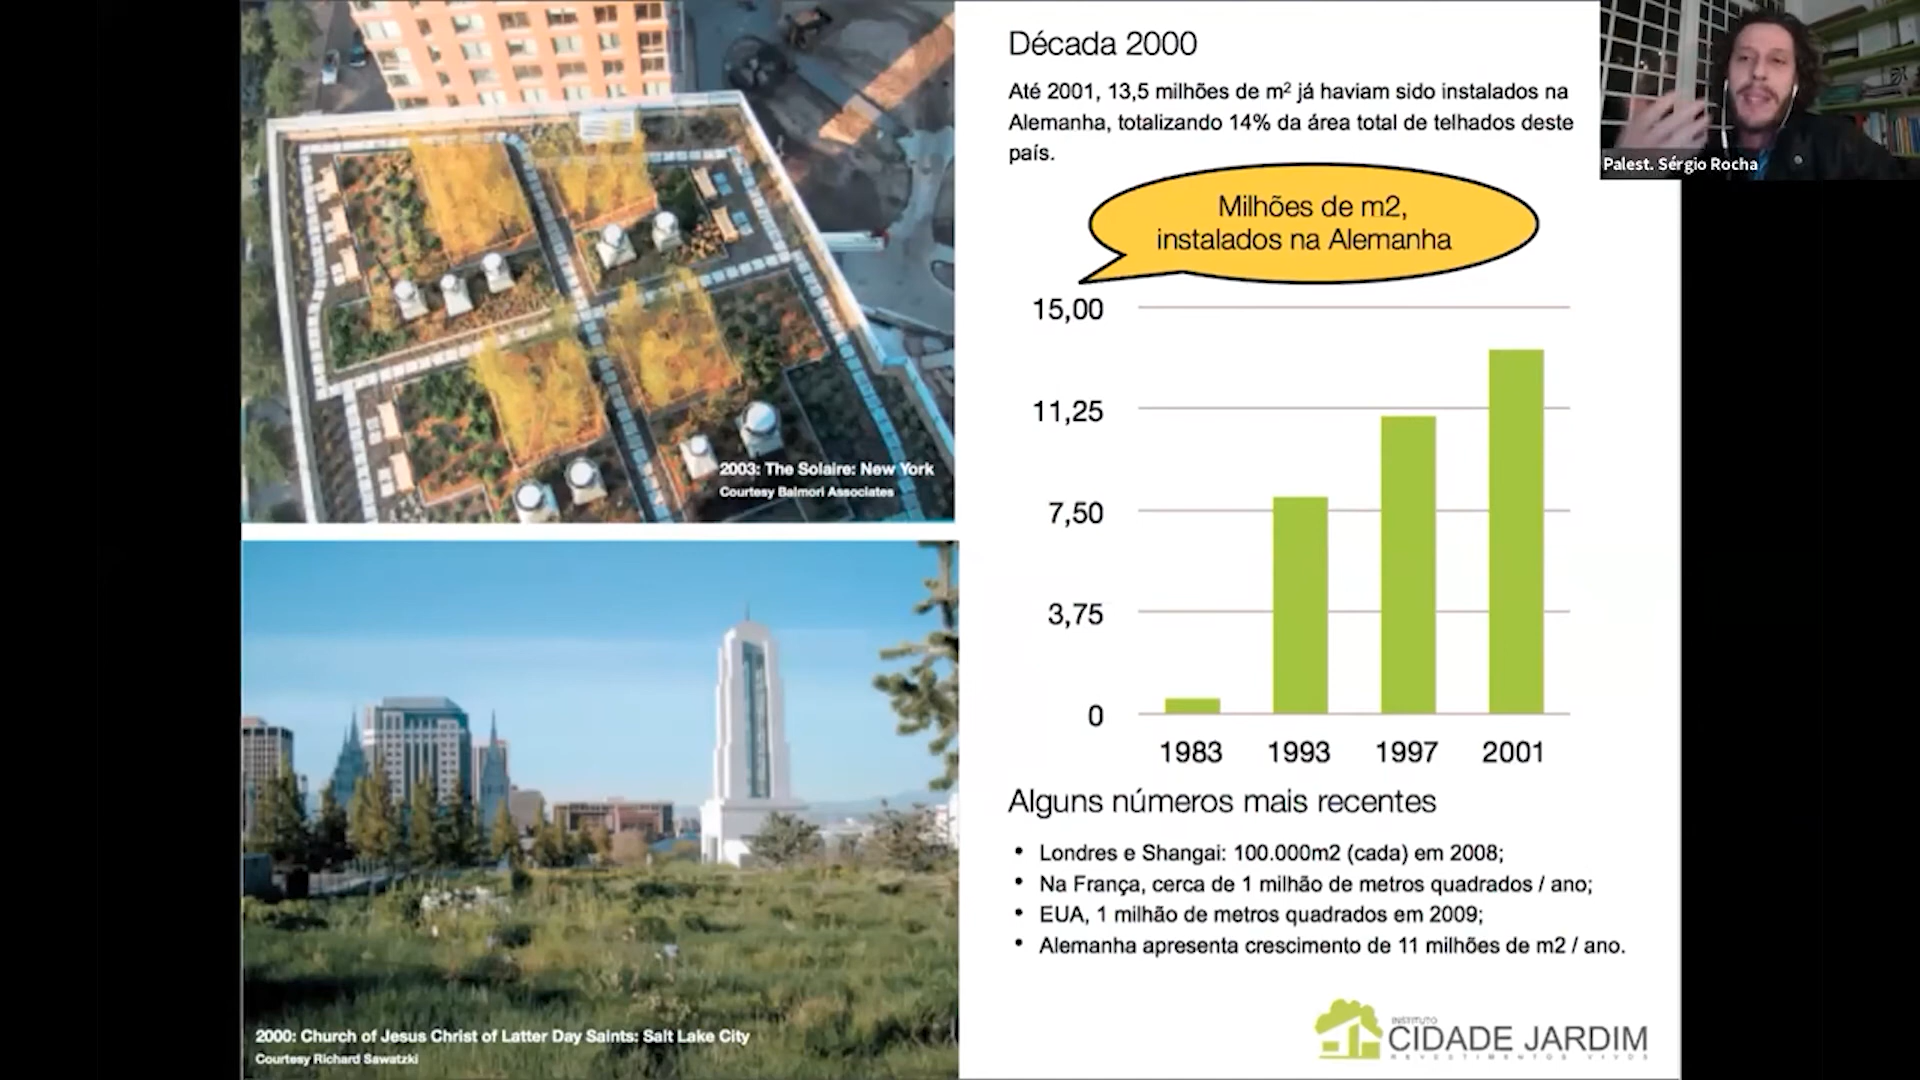 Década 2000
Até 2001, 13,5 milhões de m² já haviam sido instalados na
Alemanha, totalizando 14% da área total de telhados deste
país.
Palest. Sérgio Rocha
Milhões de m2,
instalados na Alemanha
15,00
11,25
7,50
3,75
0
1983 1993 1997 2001
2003: The Solaire: New York
Courtesy Balmori Associates
Alguns números mais recentes
• Londres e Shangai: 100.000m2 (cada) em 2008;
• Na França, cerca de 1 milhão de metros quadrados / ano;
• EUA, 1 milhão de metros quadrados em 2009;
• Alemanha apresenta crescimento de 11 milhões de m2 / ano.
2000: Church of Jesus Christ of Latter Day Saints: Salt Lake City
Courtesy Richard Sawatzki
INSTITUTO
CIDADE JARDIM
REVESTIMENTOS VIVOS